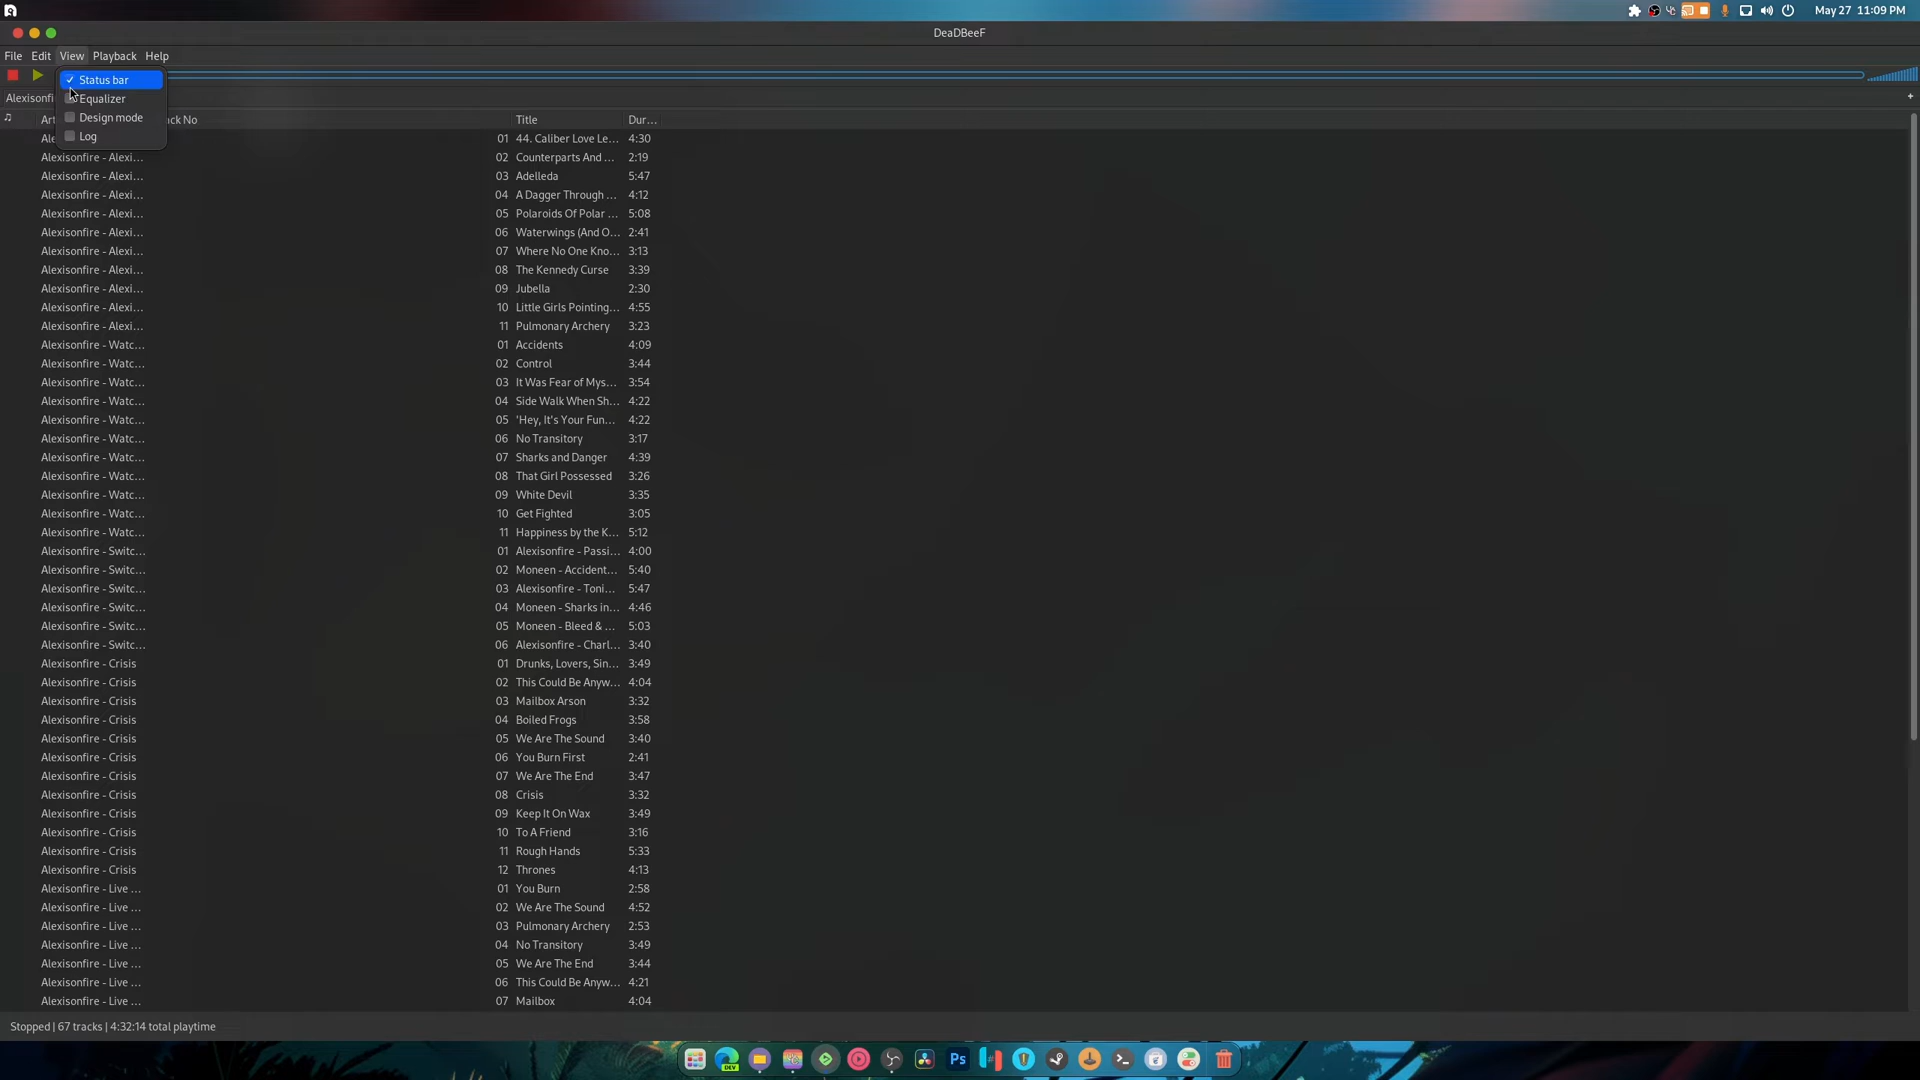 May 27 11:09 PM
DeaDBeeF
File Edit View Playback Help
Status bar
Equalizer
Design mode
Log
Alexisonfi
Art ck No Title Dur...
Ale 01 44. Caliber Love Le... 4:30
Alexisonfire - Alexi... 02 Counterparts And ... 2:19
Alexisonfire - Alexi... 03 Adelleda 5:47
Alexisonfire - Alexi... 04 A Dagger Through ... 4:12
Alexisonfire - Alexi... 05 Polaroids Of Polar ... 5:08
Alexisonfire - Alexi... 06 Waterwings (And O... 2:41
Alexisonfire - Alexi... 07 Where No One Kno... 3:13
Alexisonfire - Alexi... 08 The Kennedy Curse 3:39
Alexisonfire - Alexi... 09 Jubella 2:30
Alexisonfire - Alexi... 10 Little Girls Pointing... 4:55
Alexisonfire - Alexi... 11 Pulmonary Archery 3:23
Alexisonfire - Watc... 01 Accidents 4:09
Alexisonfire - Watc... 02 Control 3:44
Alexisonfire - Watc... 03 It Was Fear of Mys... 3:54
Alexisonfire - Watc... 04 Side Walk When Sh... 4:22
Alexisonfire - Watc... 05 'Hey, It's Your Fun... 4:22
Alexisonfire - Watc... 06 No Transitory 3:17
Alexisonfire - Watc... 07 Sharks and Danger 4:39
Alexisonfire - Watc... 08 That Girl Possessed 3:26
Alexisonfire - Watc... 09 White Devil 3:35
Alexisonfire - Watc... 10 Get Fighted 3:05
Alexisonfire - Watc... 11 Happiness by the K... 5:12
Alexisonfire - Switc... 01 Alexisonfire - Passi... 4:00
Alexisonfire - Switc... 02 Moneen - Accident... 5:40
Alexisonfire - Switc... 03 Alexisonfire - Toni... 5:47
Alexisonfire - Switc... 04 Moneen - Sharks in... 4:46
Alexisonfire - Switc... 05 Moneen - Bleed & ... 5:03
Alexisonfire - Switc... 06 Alexisonfire - Charl... 3:40
Alexisonfire - Crisis 01 Drunks, Lovers, Sin... 3:49
Alexisonfire - Crisis 02 This Could Be Anyw... 4:04
Alexisonfire - Crisis 03 Mailbox Arson 3:32
Alexisonfire - Crisis 04 Boiled Frogs 3:58
Alexisonfire - Crisis 05 We Are The Sound 3:40
Alexisonfire - Crisis 06 You Burn First 2:41
Alexisonfire - Crisis 07 We Are The End 3:47
Alexisonfire - Crisis 08 Crisis 3:32
Alexisonfire - Crisis 09 Keep It On Wax 3:49
Alexisonfire - Crisis 10 To A Friend 3:16
Alexisonfire - Crisis 11 Rough Hands 5:33
Alexisonfire - Crisis 12 Thrones 4:13
Alexisonfire - Live ... 01 You Burn 2:58
Alexisonfire - Live ... 02 We Are The Sound 4:52
Alexisonfire - Live ... 03 Pulmonary Archery 2:53
Alexisonfire - Live ... 04 No Transitory 3:49
Alexisonfire - Live ... 05 We Are The End 3:44
Alexisonfire - Live ... 06 This Could Be Anyw... 4:21
Alexisonfire - Live ... 07 Mailbox 4:04
Stopped | 67 tracks | 4:32:14 total playtime
DEV
Ps